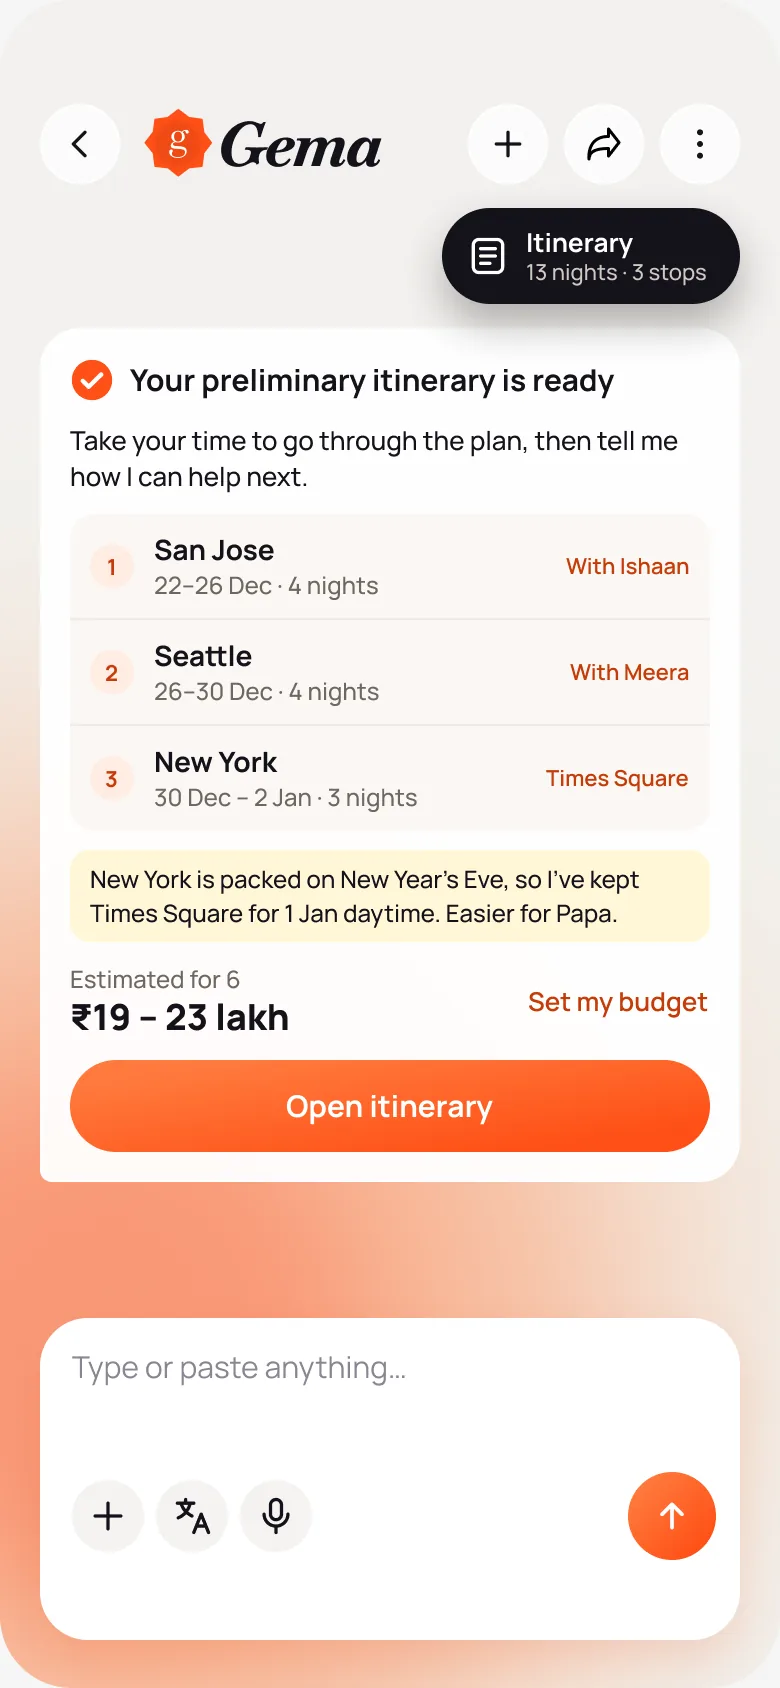 g Gema
Itinerary
13 nights · 3 stops
Your preliminary itinerary is ready
Take your time to go through the plan, then tell me
how I can help next.
1
San Jose
22–26 Dec · 4 nights
With Ishaan
2
Seattle
26–30 Dec · 4 nights
With Meera
3
New York
30 Dec – 2 Jan · 3 nights
Times Square
New York is packed on New Year’s Eve, so I’ve kept
Times Square for 1 Jan daytime. Easier for Papa.
Estimated for 6
₹19 – 23 lakh
Set my budget
Open itinerary
Type or paste anything...
文A